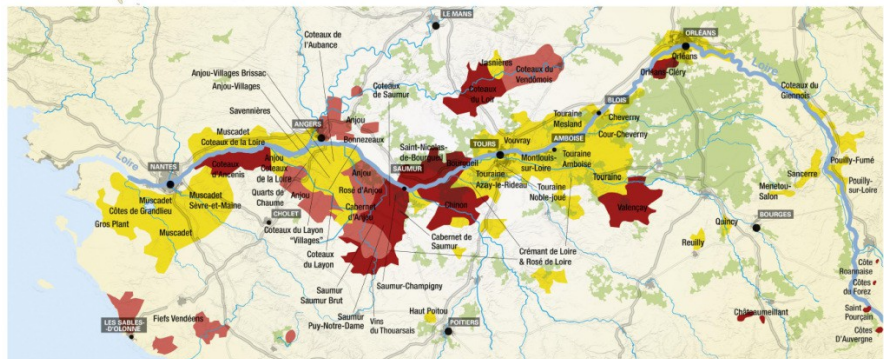 LE MANS
ORLÉANS
Orléans
Orléans-Cléry
Loire
Coteaux de
l'Aubance
Jasnières
Coteaux
du Loir
Coteaux du
Vendômois
Coteaux du
Giennois
Anjou-Villages Brissac
Anjou-Villages
Savennières
Coteaux
de Saumur
BLOIS
Touraine
Mesland
Cheverny
Cour-Cheverny
ANGERS
Anjou
Bonnezeaux
Muscadet
Coteaux de la Loire
Saint-Nicolas-
de-Bourgueil
Bourgueil
TOURS
Vouvray
AMBOISE
Montlouis-
sur-Loire
Touraine
Amboise
Pouilly-Fumé
Loire
NANTES
Coteaux
d'Ancenis
Anjou
Coteaux
de la Loire
SAUMUR
Touraine
Azay-le-Rideau
Touraine
Sancerre
Pouilly-
sur-Loire
Muscadet
Sèvre-et-Maine
Quarts de
Chaume
Anjou
Anjou
Rosé d'Anjou
Cabernet
d'Anjou
Chinon
Touraine
Noble-joué
Valençay
Menetou-
Salon
Muscadet
Côtes de Grandlieu
Gros Plant
Muscadet
CHOLET
Coteaux du Layon
"Villages"
Coteaux
du Layon
Cabernet de
Saumur
Crémant de Loire
& Rosé de Loire
Quincy
BOURGES
Reuilly
Saumur
Saumur Brut
Saumur-Champigny
Côte
Roannaise
Côtes
du Forez
Saint
Pourçain
Côtes
D'Auvergne
LES SABLES-
D'OLONNE
Fiefs Vendéens
Saumur
Puy-Notre-Dame
Vins
du Thouarsais
Haut Poitou
POITIERS
Châteaumeillant